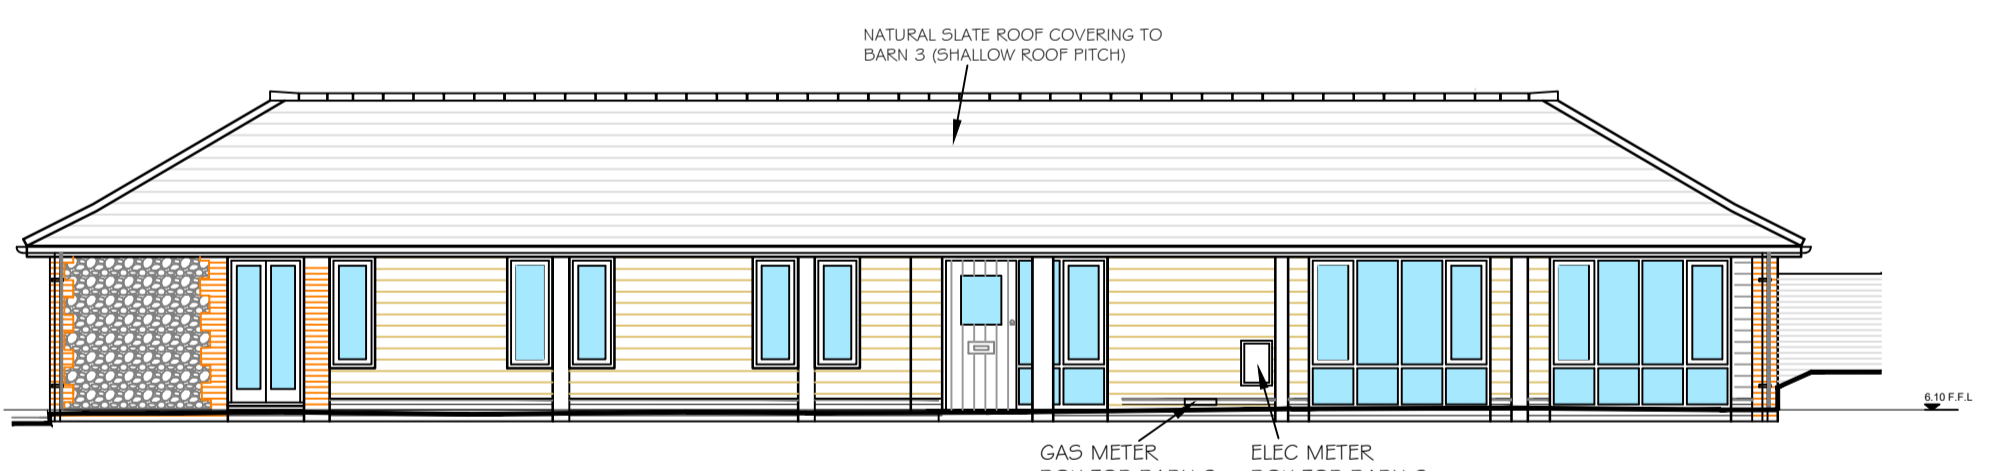 NATURAL SLATE ROOF COVERING TO
BARN 3 (SHALLOW ROOF PITCH)
6.10 F.F.L
GAS METER
ELEC METER